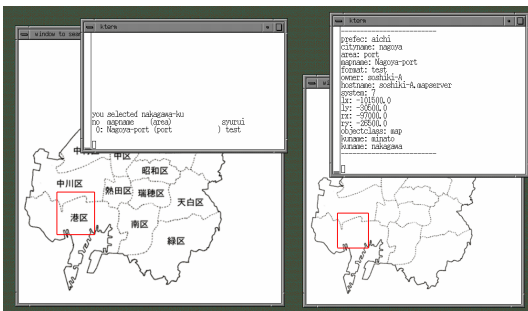 kterm
window to sea
you selected nakagawa-ku
no mapname (area) syurui
0: Nagoya-port (port ) test
中区
昭和区
中川区
熱田区
瑞穂区
天白区
港区
南区
緑区
kterm
prefec: aichi
cityname: nagoya
area: port
mapname: Nagoya-port
format: test
owner: soshiki-A
hostname: soshiki-A.mapserver
system: 7
lx: -101500.0
ly: -30500.0
rx: -97000.0
ry: -26500.0
objectclass: map
kuname: minato
kuname: nakagawa